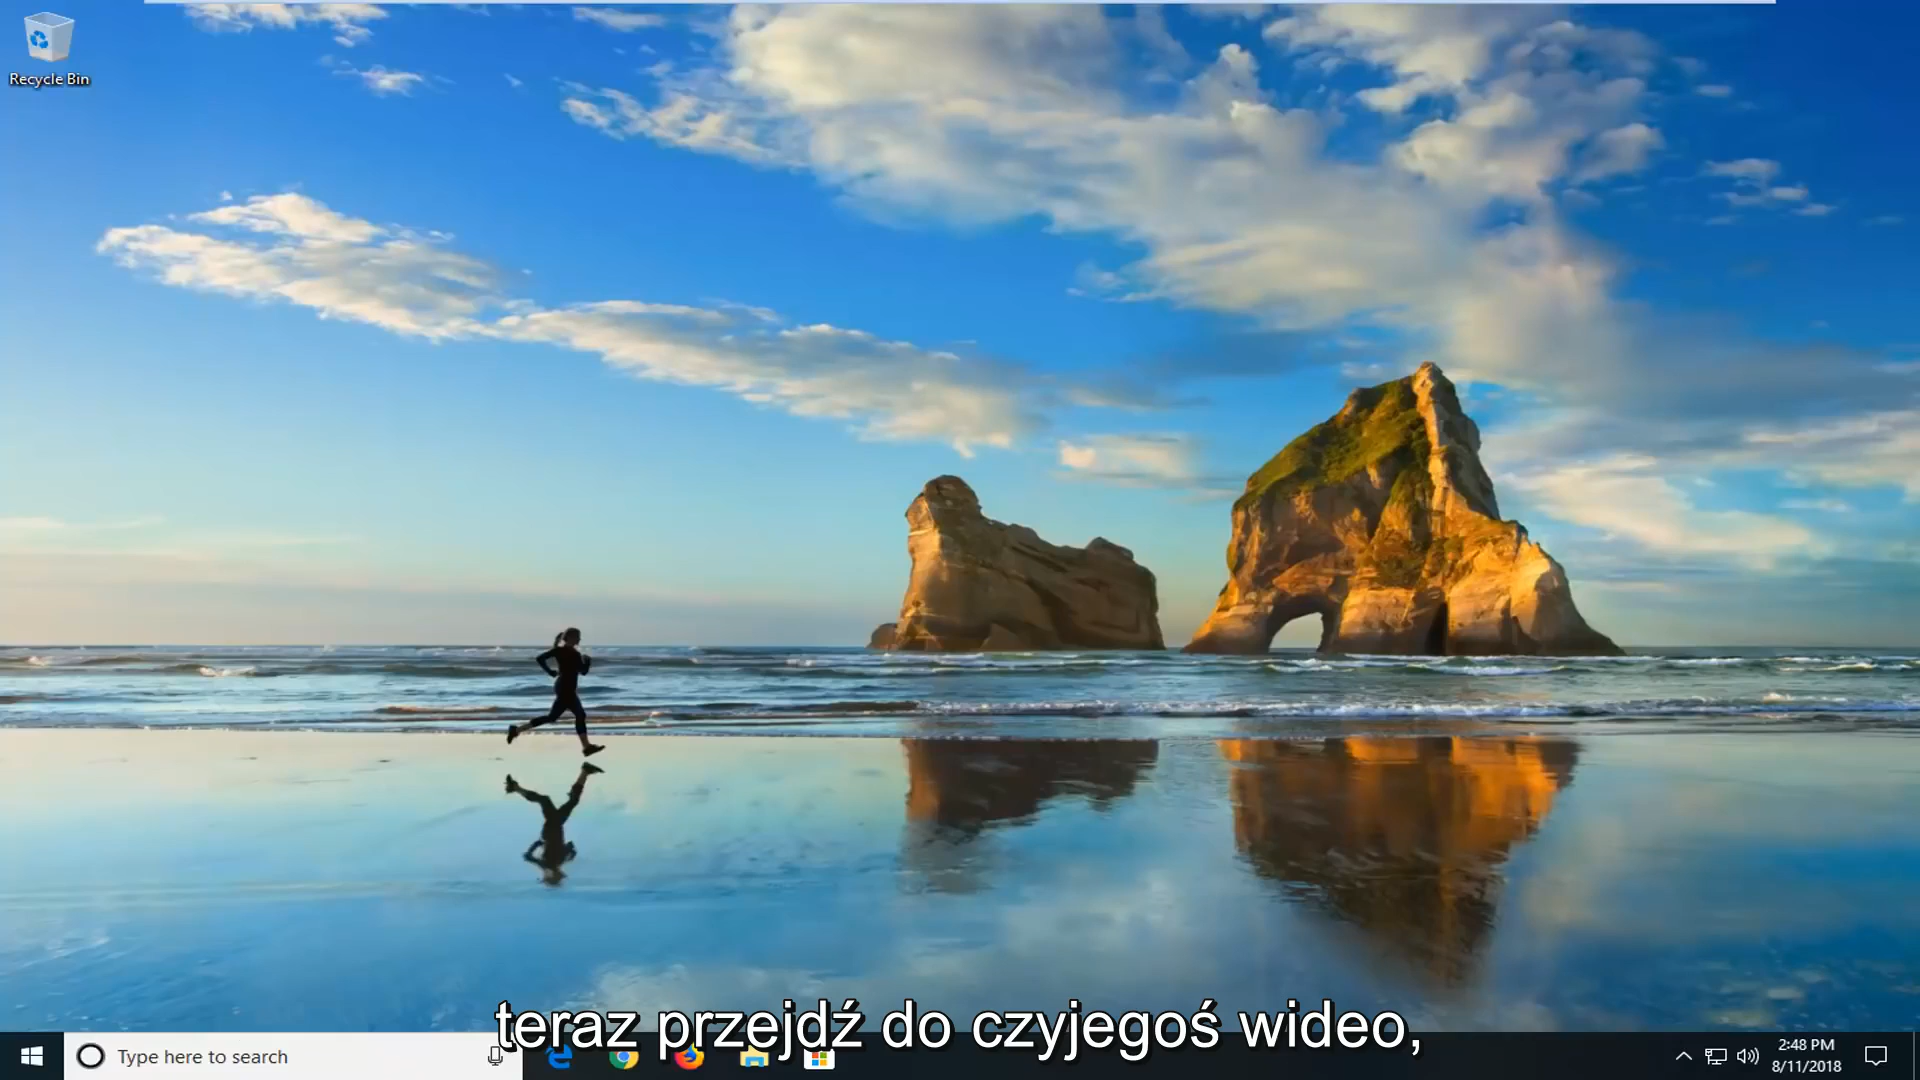 Recycle Bin
teraz przejdź do czyjegoś wideo,
Type here to search
2:48 PM
8/11/2018